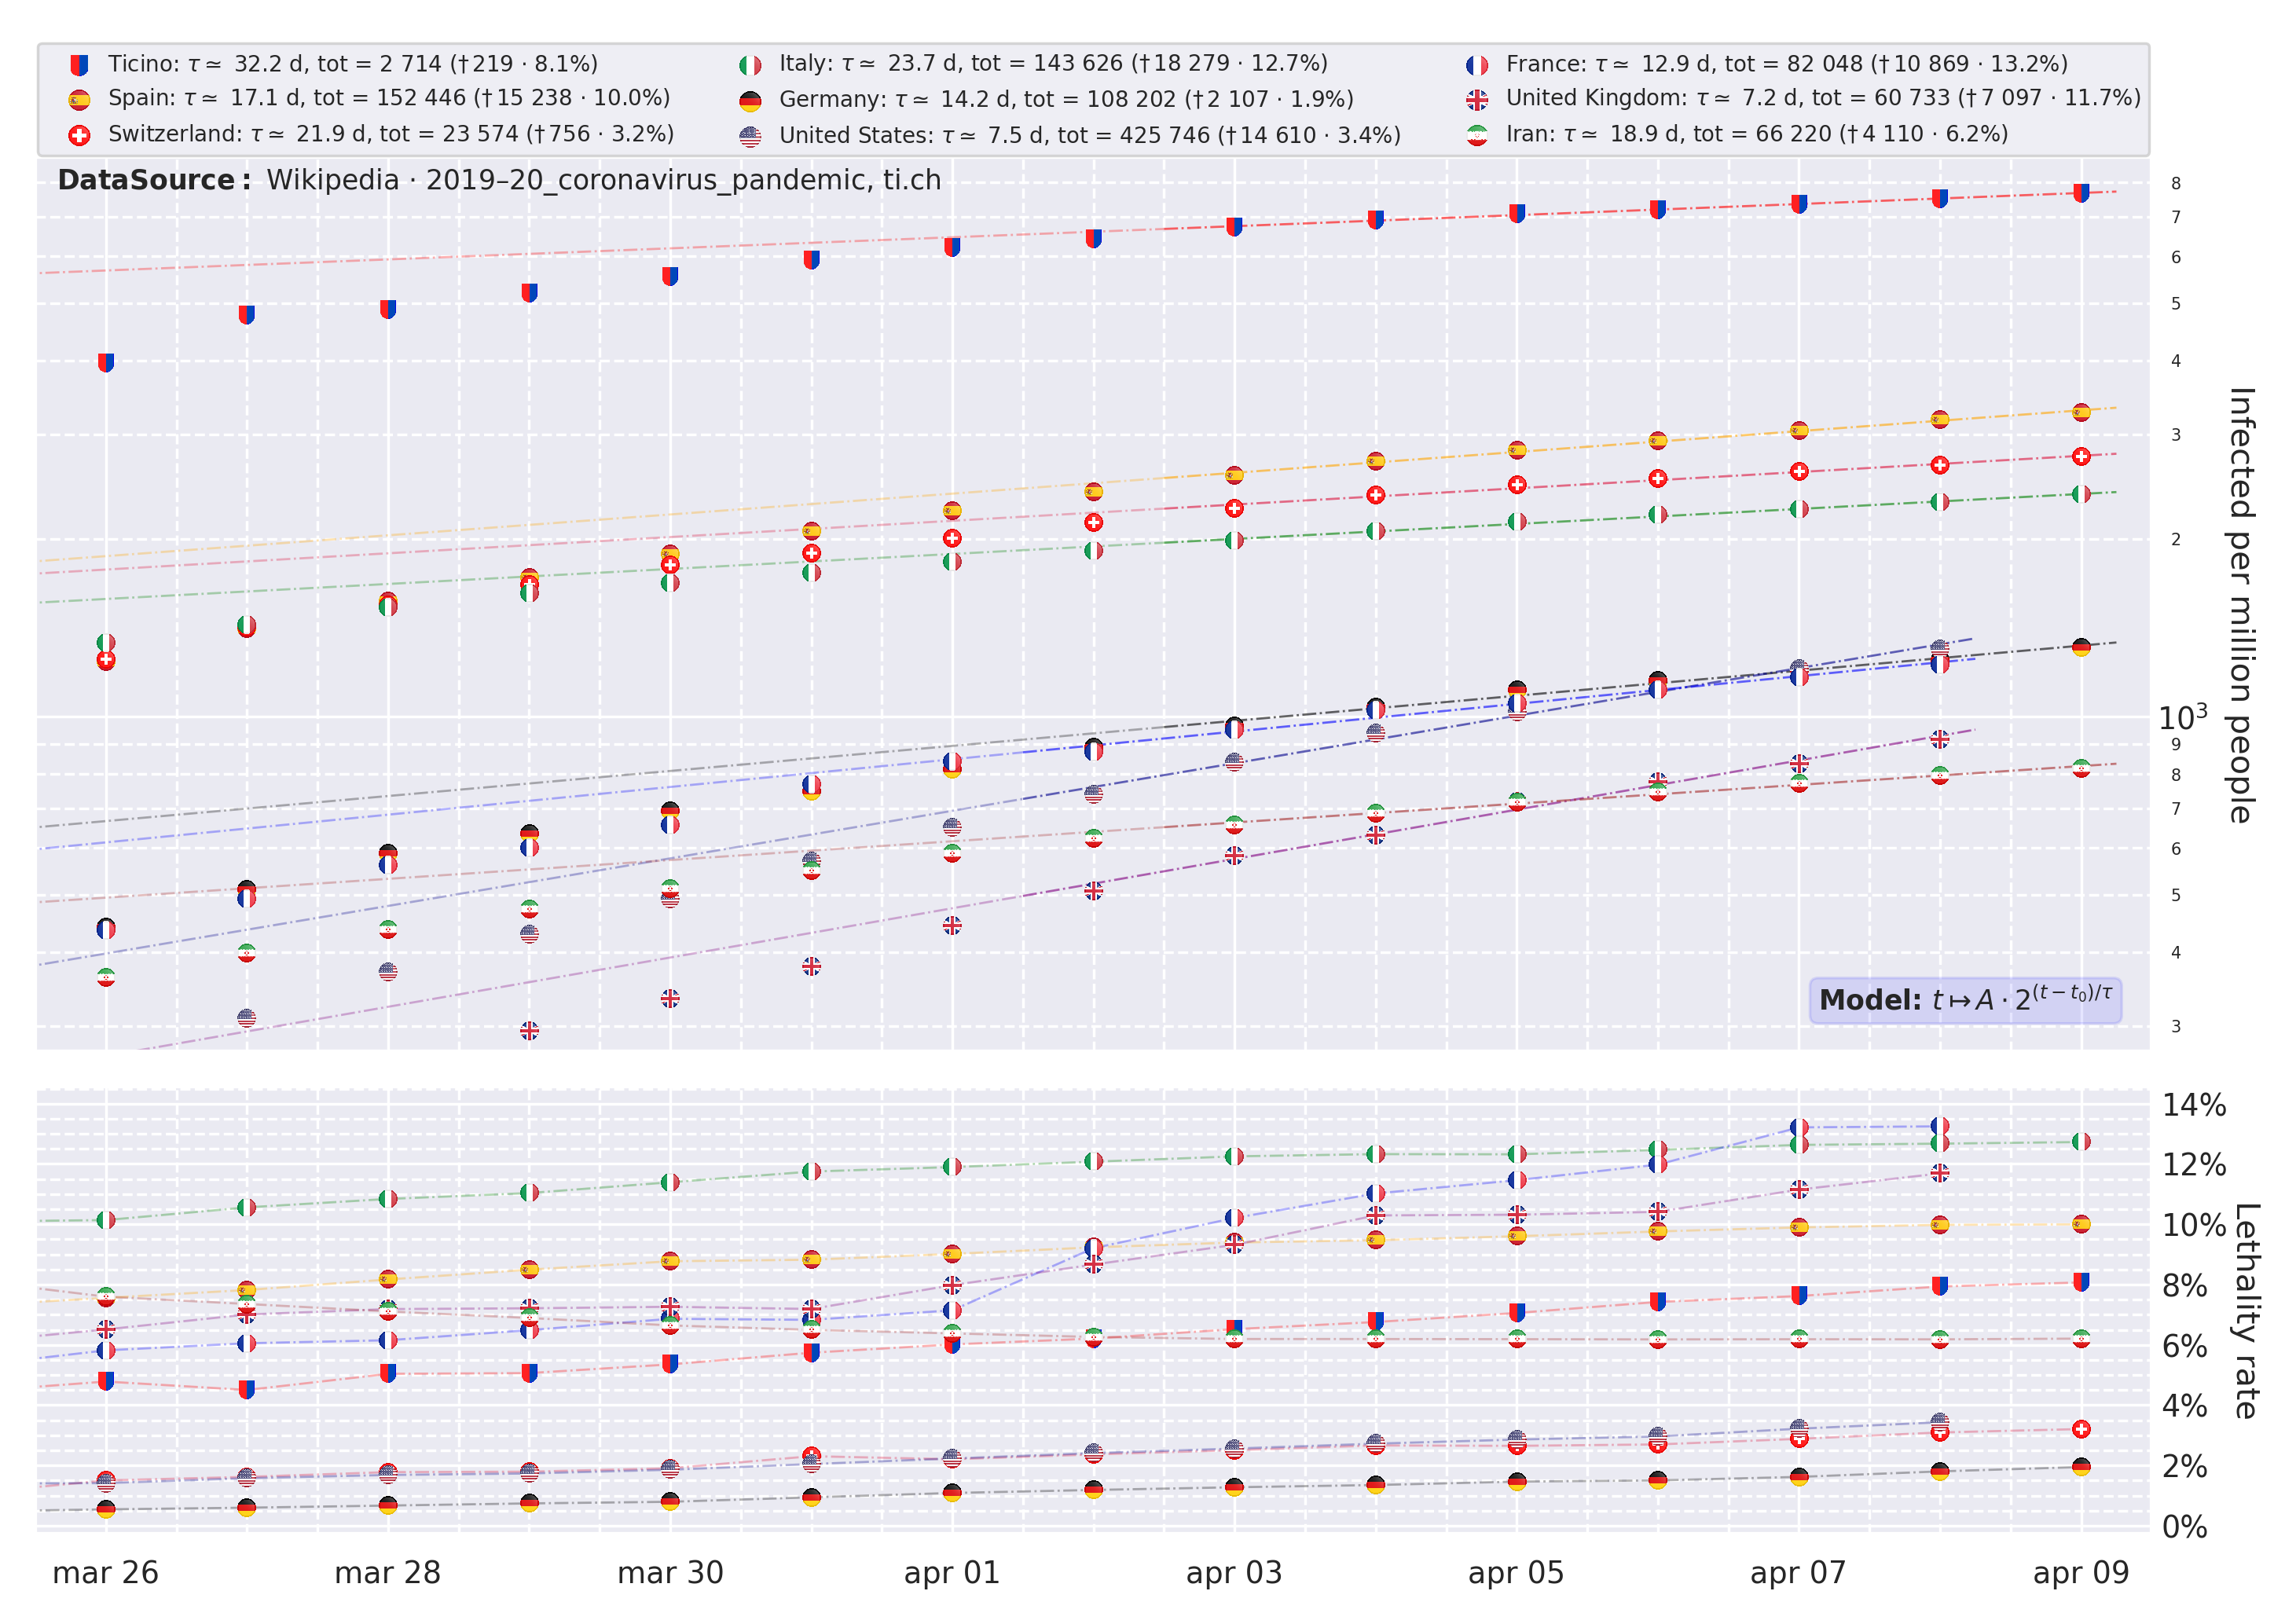 Ticino: τ ≃ 32.2 d, tot = 2 714 (†219 · 8.1%)
Spain: τ ≃ 17.1 d, tot = 152 446 (†15 238 · 10.0%)
Switzerland: τ ≃ 21.9 d, tot = 23 574 (†756 · 3.2%)
Italy: τ ≃ 23.7 d, tot = 143 626 (†18 279 · 12.7%)
Germany: τ ≃ 14.2 d, tot = 108 202 (†2 107 · 1.9%)
United States: τ ≃ 7.5 d, tot = 425 746 (†14 610 · 3.4%)
France: τ ≃ 12.9 d, tot = 82 048 (†10 869 · 13.2%)
United Kingdom: τ ≃ 7.2 d, tot = 60 733 (†7 097 · 11.7%)
Iran: τ ≃ 18.9 d, tot = 66 220 (†4 110 · 6.2%)
DataSource: Wikipedia · 2019–20_coronavirus_pandemic, ti.ch
8
7
6
5
4
3
2
10³
9
8
7
6
5
4
3
Infected per million people
Model: t ↦ A · 2^(t − t₀)/τ
14%
12%
10%
8%
6%
4%
2%
0%
Lethality rate
mar 26 mar 28 mar 30 apr 01 apr 03 apr 05 apr 07 apr 09